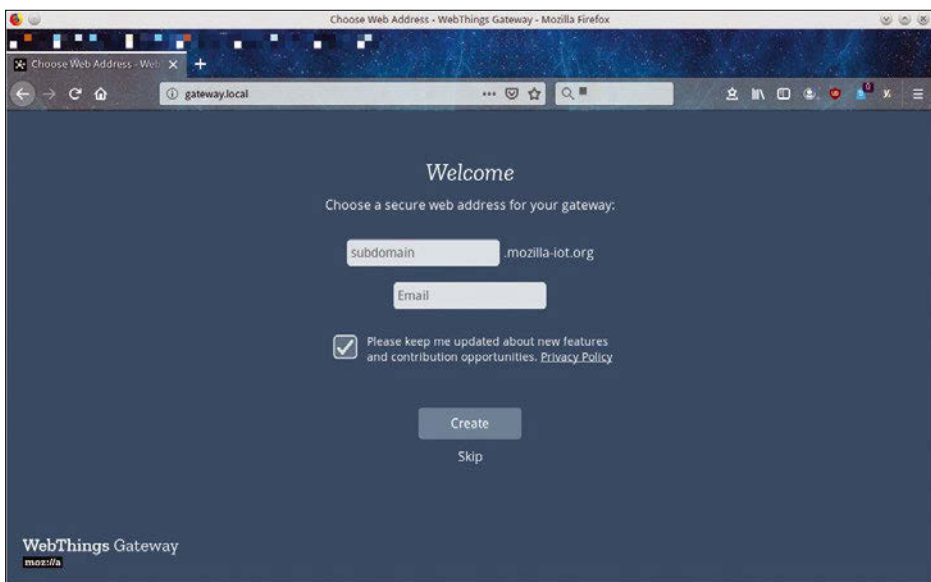 Choose Web Address - WebThings Gateway - Mozilla Firefox
Choose Web Address - Web
gateway.local
Welcome
Choose a secure web address for your gateway:
subdomain .mozilla-iot.org
Email
Please keep me updated about new features
and contribution opportunities. Privacy Policy
Create
Skip
WebThings Gateway
moz://a